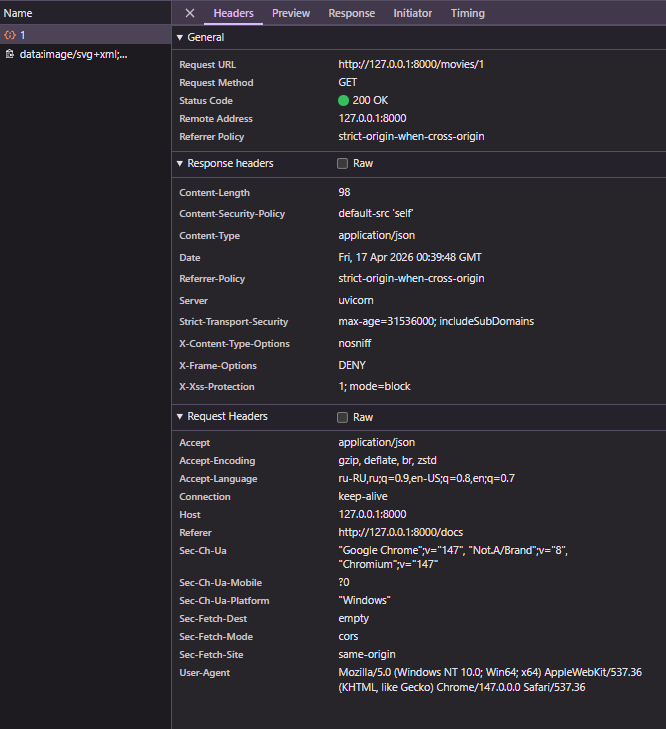 Name
1
data:image/svg+xml;...
Headers Preview Response Initiator Timing
General
Request URL http://127.0.0.1:8000/movies/1
Request Method GET
Status Code 200 OK
Remote Address 127.0.0.1:8000
Referrer Policy strict-origin-when-cross-origin
Response headers Raw
Content-Length 98
Content-Security-Policy default-src 'self'
Content-Type application/json
Date Fri, 17 Apr 2026 00:39:48 GMT
Referrer-Policy strict-origin-when-cross-origin
Server uvicorn
Strict-Transport-Security max-age=31536000; includeSubDomains
X-Content-Type-Options nosniff
X-Frame-Options DENY
X-Xss-Protection 1; mode=block
Request Headers Raw
Accept application/json
Accept-Encoding gzip, deflate, br, zstd
Accept-Language ru-RU,ru;q=0.9,en-US;q=0.8,en;q=0.7
Connection keep-alive
Host 127.0.0.1:8000
Referer http://127.0.0.1:8000/docs
Sec-Ch-Ua "Google Chrome";v="147", "Not.A/Brand";v="8",
"Chromium";v="147"
Sec-Ch-Ua-Mobile ?0
Sec-Ch-Ua-Platform "Windows"
Sec-Fetch-Dest empty
Sec-Fetch-Mode cors
Sec-Fetch-Site same-origin
User-Agent Mozilla/5.0 (Windows NT 10.0; Win64; x64) AppleWebKit/537.36
(KHTML, like Gecko) Chrome/147.0.0.0 Safari/537.36